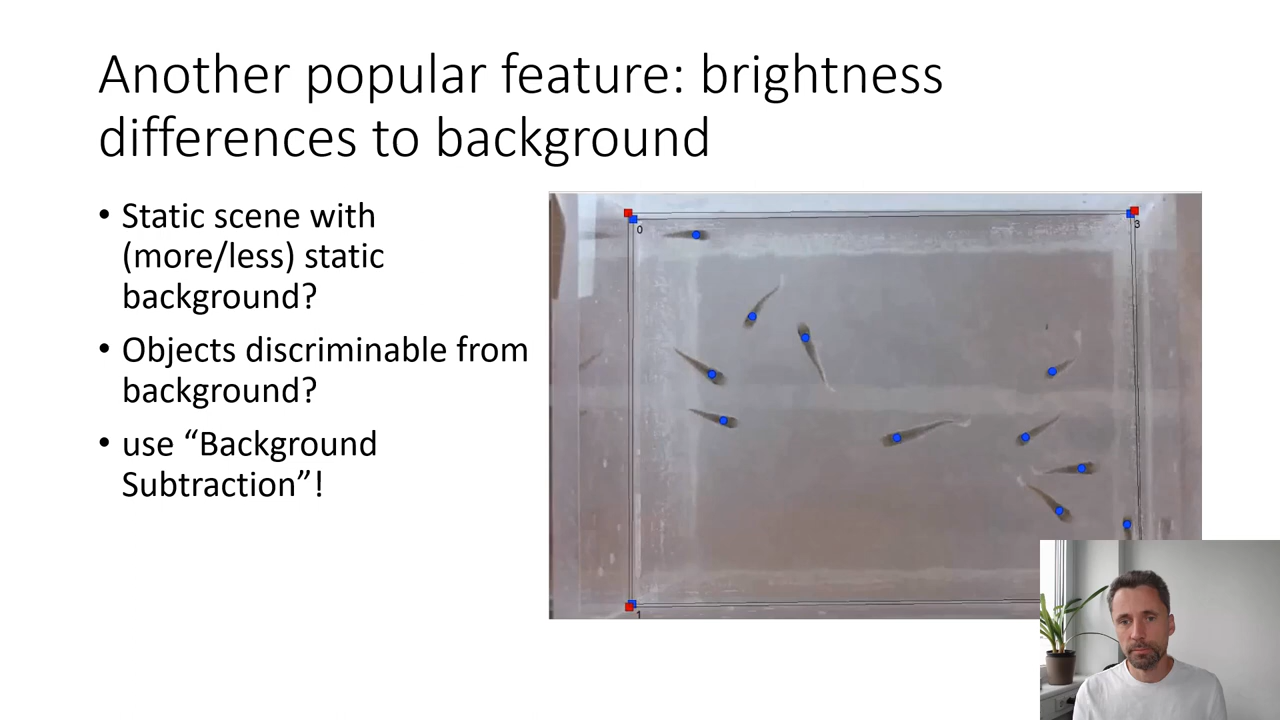 Another popular feature: brightness
differences to background
• Static scene with
(more/less) static
background?
• Objects discriminable from
background?
• use “Background
Subtraction”!
0
3
1